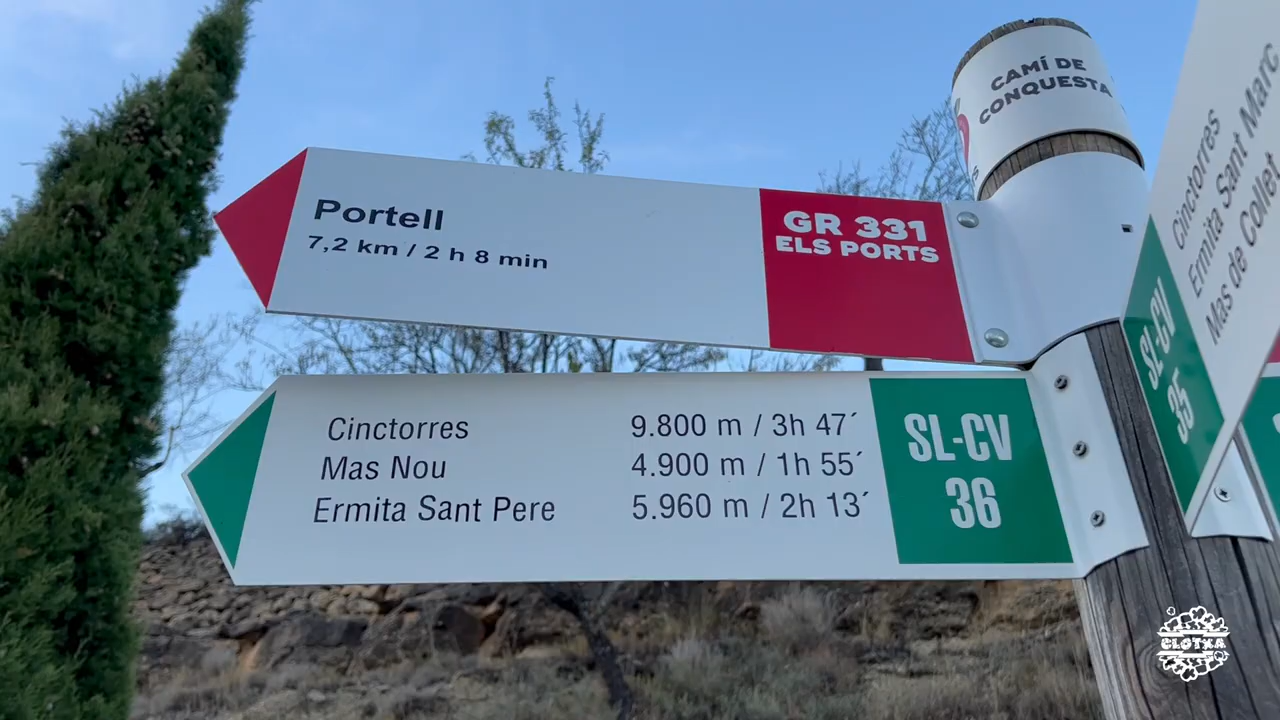 CAMÍ DE
CONQUESTA
Portell
7,2 km / 2 h 8 min
GR 331
ELS PORTS
Cinctorres 9.800 m / 3h 47´
Mas Nou 4.900 m / 1h 55´
Ermita Sant Pere 5.960 m / 2h 13´
SL-CV
36
Cinctorres
Ermita Sant Marc
Mas de Collet
SL-CV
35
CLOTXA